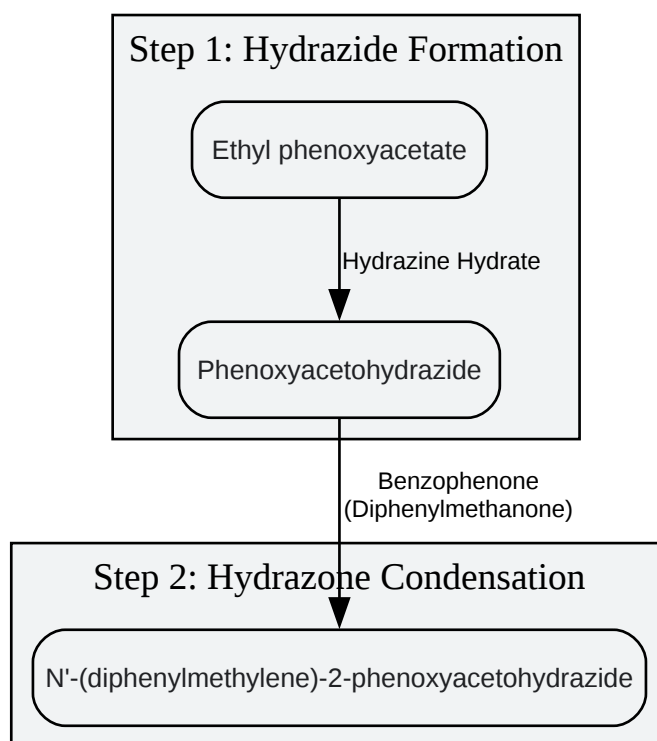 Step 1: Hydrazide Formation
Ethyl phenoxyacetate
Hydrazine Hydrate
Phenoxyacetohydrazide
Benzophenone
(Diphenylmethanone)
Step 2: Hydrazone Condensation
N'-(diphenylmethylene)-2-phenoxyacetohydrazide